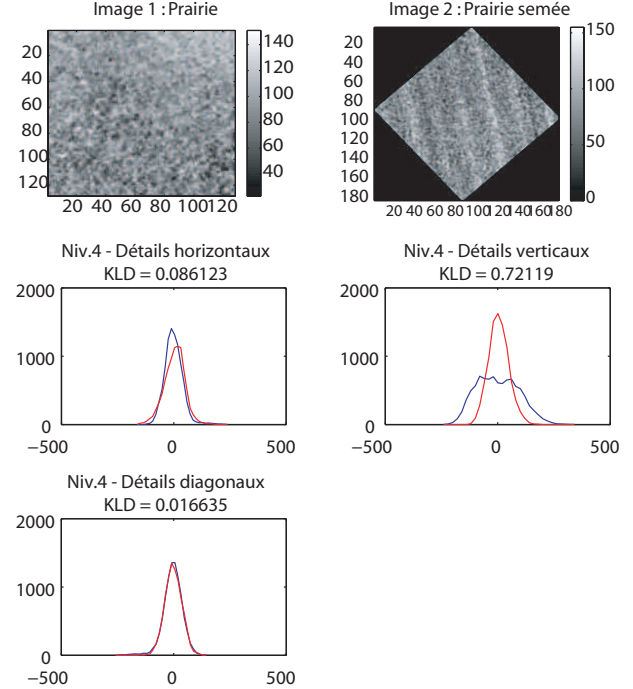 Image 1 : Prairie
20
40
60
80
100
120
20 40 60 80 100 120
140
120
100
80
60
40
Image 2 : Prairie semée
20
40
60
80
100
120
140
160
180
20 40 60 80 100 120 140 160 180
150
100
50
0
Niv.4 - Détails horizontaux
KLD = 0.086123
2000
1000
0
−500 0 500
Niv.4 - Détails verticaux
KLD = 0.72119
2000
1000
0
−500 0 500
Niv.4 - Détails diagonaux
KLD = 0.016635
2000
1000
0
−500 0 500